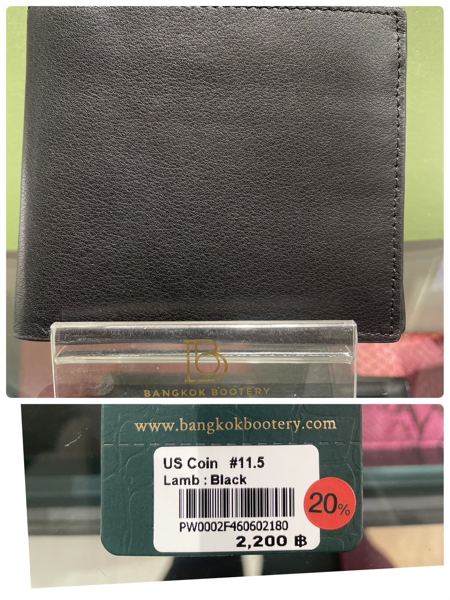 B
BANGKOK BOOTERY
www.bangkokbootery.com
US Coin #11.5
Lamb : Black
PW0002F460602180
2,200 ฿
20%